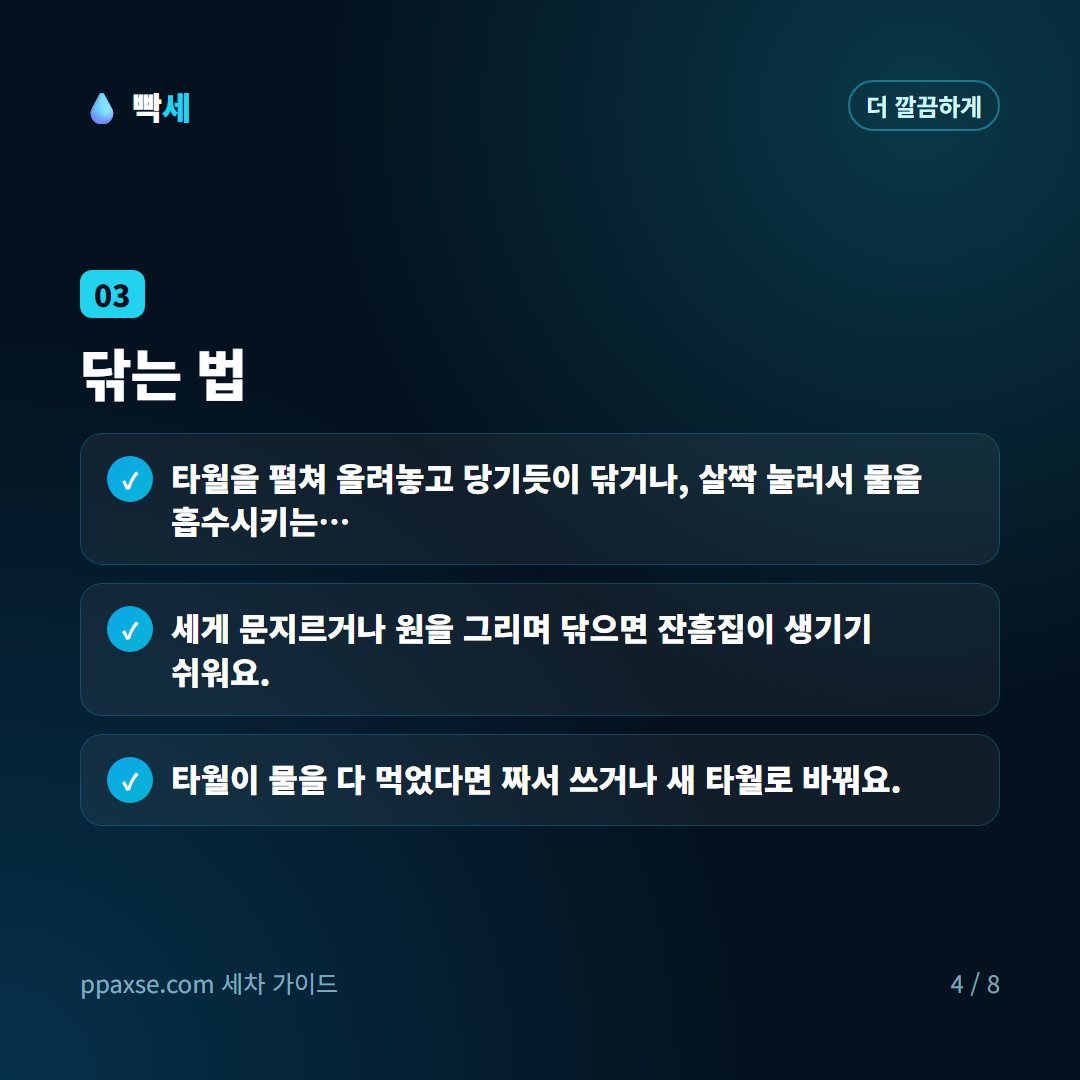 빡세
더 깔끔하게
03
닦는 법
✓ 타월을 펼쳐 올려놓고 당기듯이 닦거나, 살짝 눌러서 물을
흡수시키는…
✓ 세게 문지르거나 원을 그리며 닦으면 잔흠집이 생기기
쉬워요.
✓ 타월이 물을 다 먹었다면 짜서 쓰거나 새 타월로 바꿔요.
ppaxse.com 세차 가이드
4 / 8